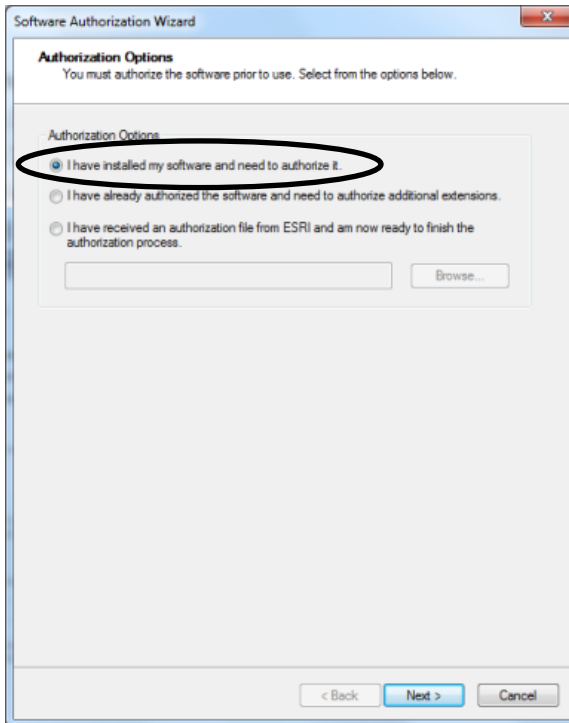 Software Authorization Wizard
Authorization Options
You must authorize the software prior to use. Select from the options below.
Authorization Options
I have installed my software and need to authorize it.
I have already authorized the software and need to authorize additional extensions.
I have received an authorization file from ESRI and am now ready to finish the
authorization process.
Browse...
< Back Next > Cancel